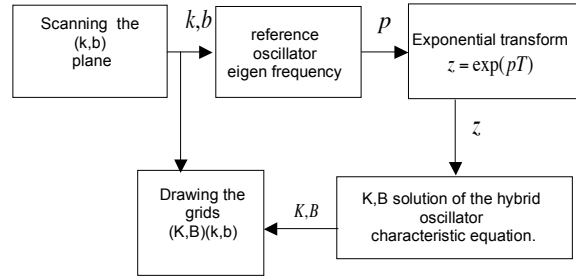 Scanning the
(k,b)
plane
k,b
reference
oscillator
eigen frequency
p
Exponential transform
z = exp(pT)
z
K,B solution of the hybrid
oscillator
characteristic equation.
K,B
Drawing the
grids
(K,B)(k,b)